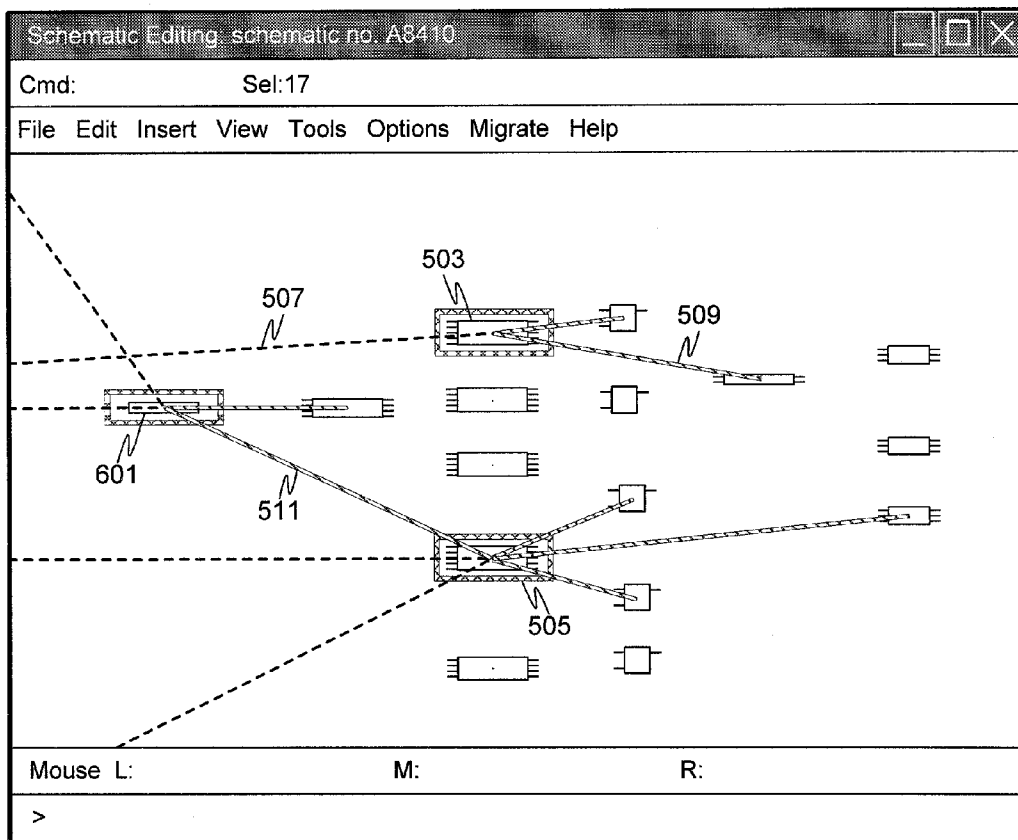 Schematic Editing schematic no. A8410
Cmd: Sel:17
File Edit Insert View Tools Options Migrate Help
503
507
509
601
511
505
Mouse L: M: R:
>